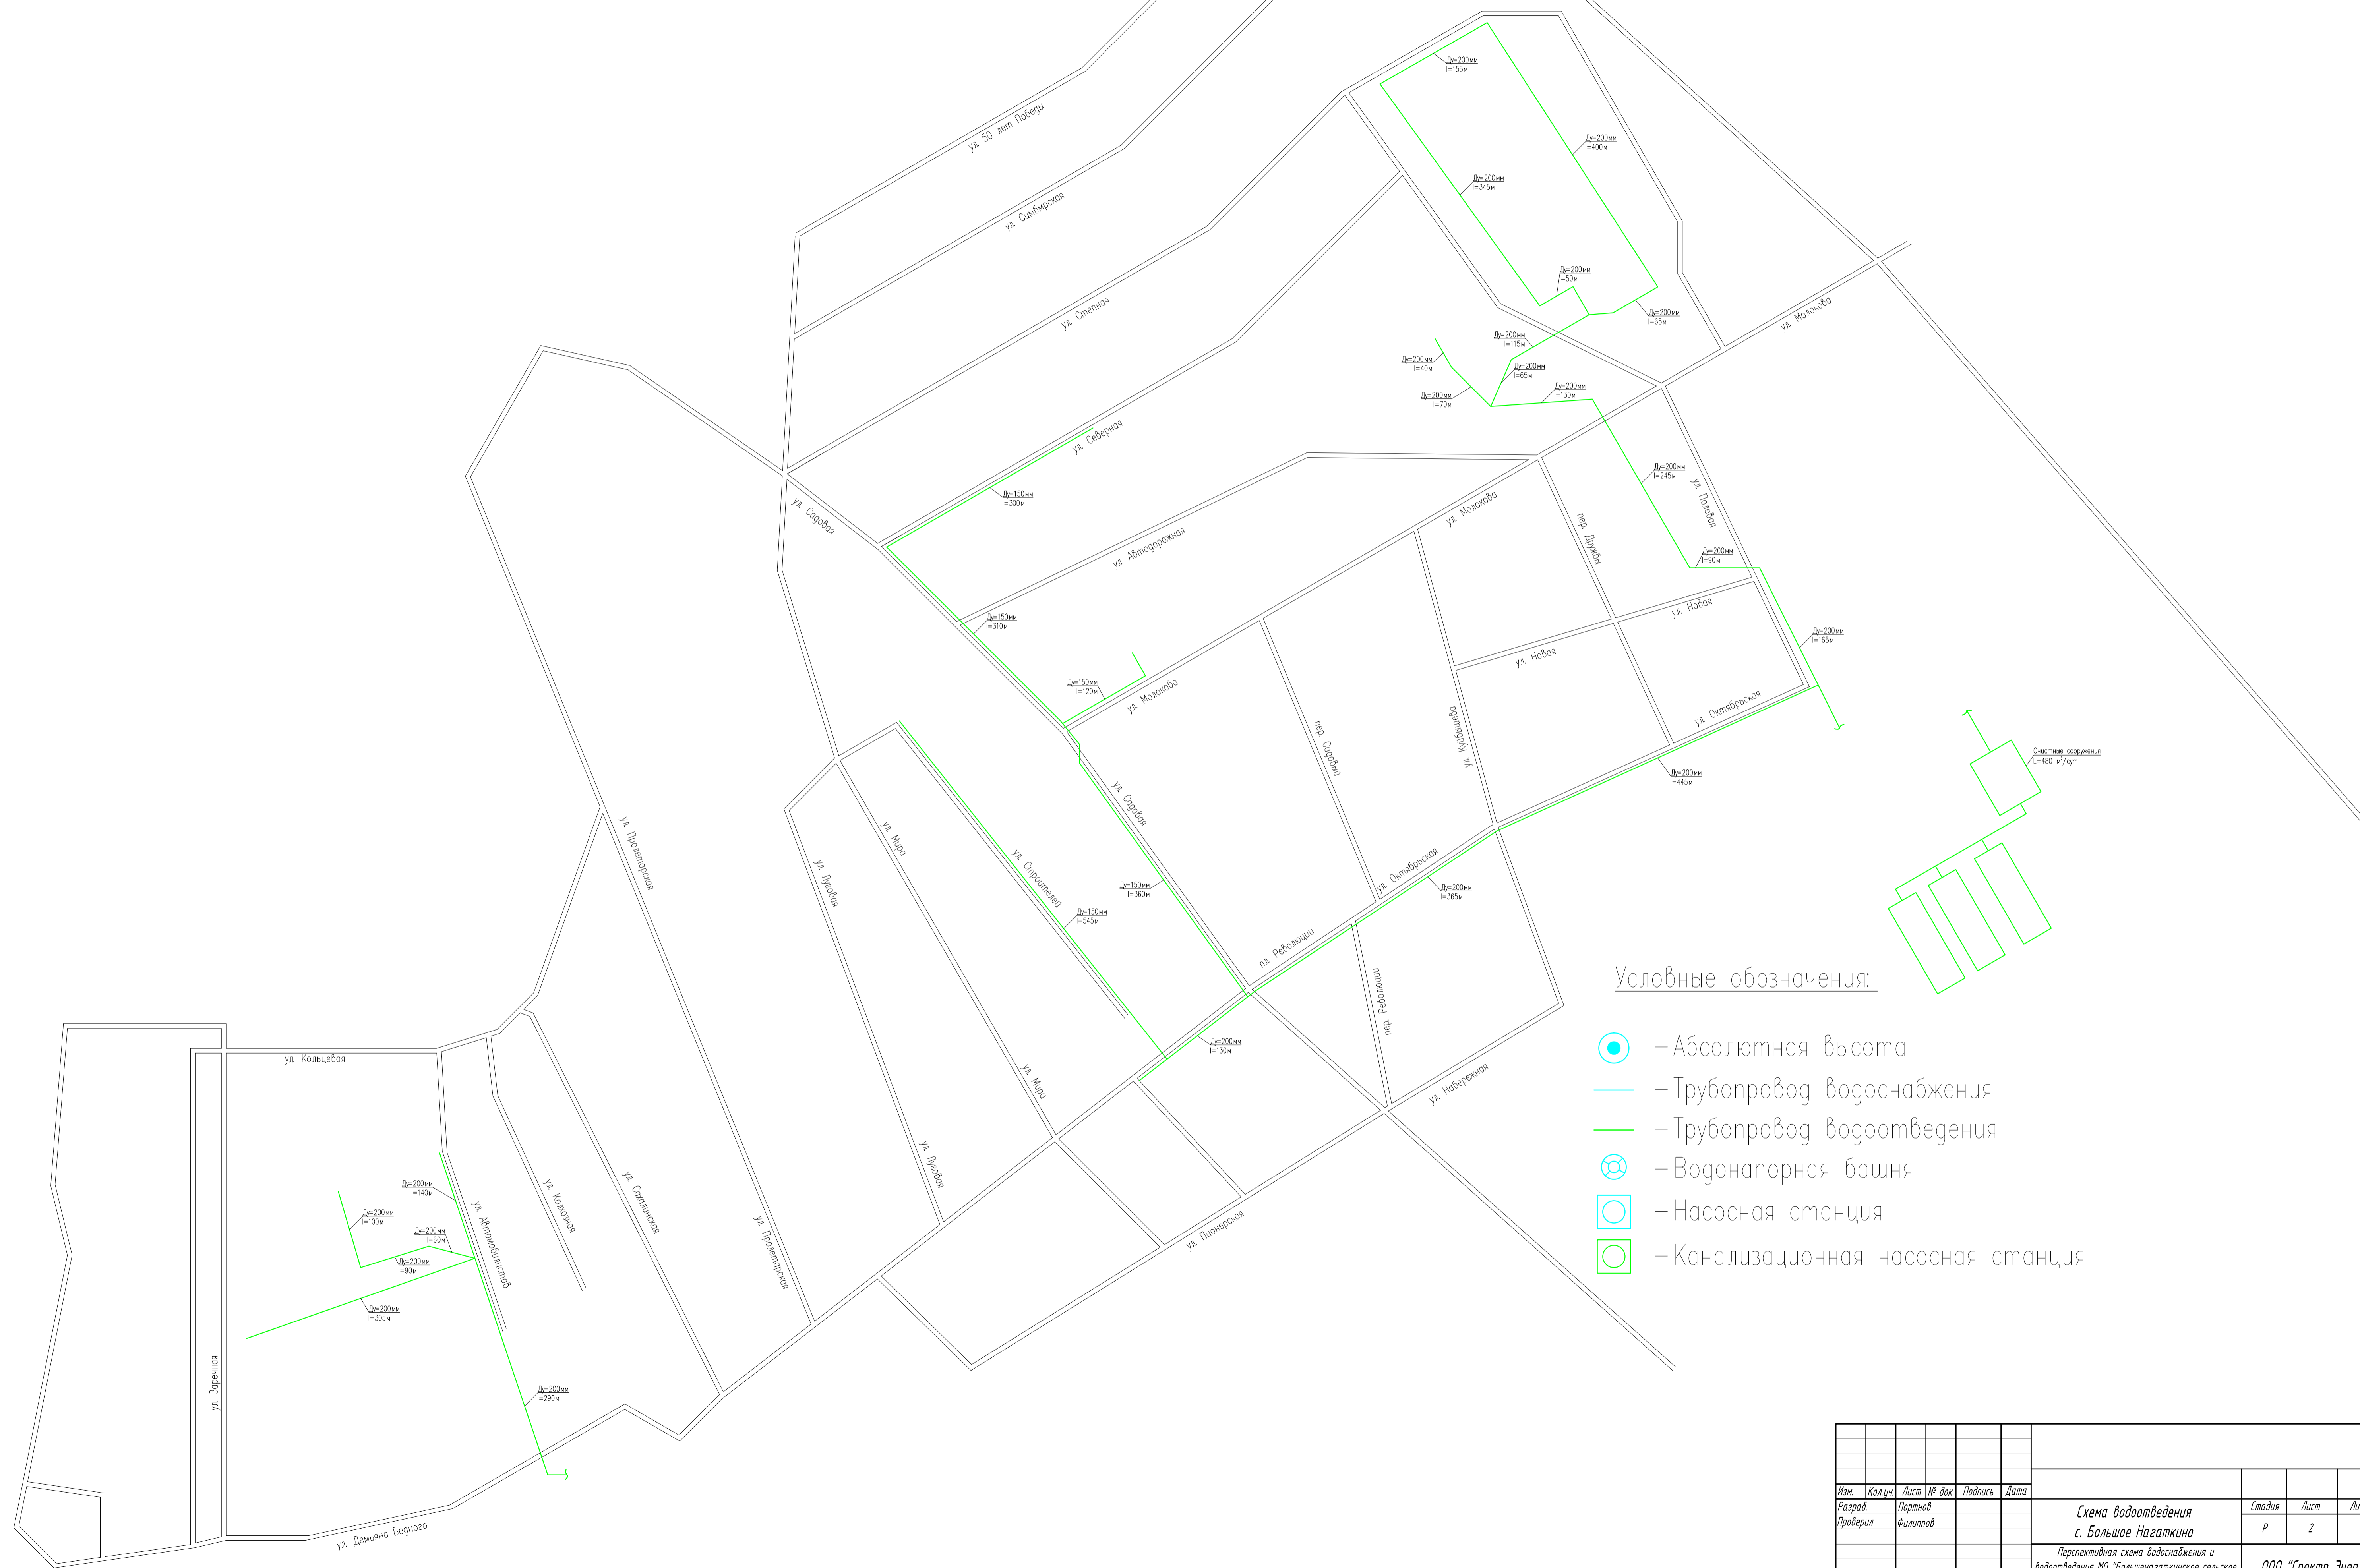 Ду=200мм
l=155м
ул. 50 лет Победы
Ду=200мм
l=400м
Ду=200мм
l=345м
ул. Симбмрская
Ду=200мм
l=50м
ул. Степная
Ду=200мм
l=65м
ул. Молокова
Ду=200мм
l=115м
Ду=200мм
l=40м
Ду=200мм
l=65м
Ду=200мм
l=130м
Ду=200мм
l=70м
ул. Северная
Ду=200мм
l=245м
Ду=150мм
l=300м
ул. Садовая
ул. Молокова
ул. Полевая
пер. Дружбы
ул. Автодорожная
Ду=200мм
l=90м
Ду=150мм
l=310м
ул. Новая
Ду=200мм
l=165м
ул. Новая
Ду=150мм
l=120м
ул. Молокова
ул. Октябрьская
пер. Садовый
ул. Куйбышева
Очистные сооружения
L=480 м³/сут
Ду=200мм
l=445м
ул. Садовая
ул. Пролетарская
ул. Мира
ул. Луговая
ул. Строителей
ул. Октябрьская
Ду=150мм
l=360м
Ду=200мм
l=365м
Ду=150мм
l=545м
пл. Революции
пер. Революции
Условные обозначения:
Ду=200мм
l=130м
-Абсолютная высота
ул. Кольцевая
ул. Мира
ул. Набережная
-Трубопровод водоснабжения
-Трубопровод водоотведения
-Водонапорная башня
ул. Луговая
Ду=200мм
l=140м
ул. Колхозная
ул. Сахалинская
Ду=200мм
l=100м
-Насосная станция
ул. Автомобилистов
ул. Пролетарская
ул. Пионерская
Ду=200мм
l=60м
-Канализационная насосная станция
Ду=200мм
l=90м
Ду=200мм
l=305м
ул. Заречная
Ду=200мм
l=290м
ул. Демьяна Бедного
Изм. Кол.уч. Лист № док. Подпись Дата
Разраб. Портнов
Проверил Филиппов
Схема водоотведения
с. Большое Нагаткино
Стадия Лист
Р 2
Перспективная схема водоснабжения и
водоотведения МО "Большенагаткинское сельское
ООО "Спектр